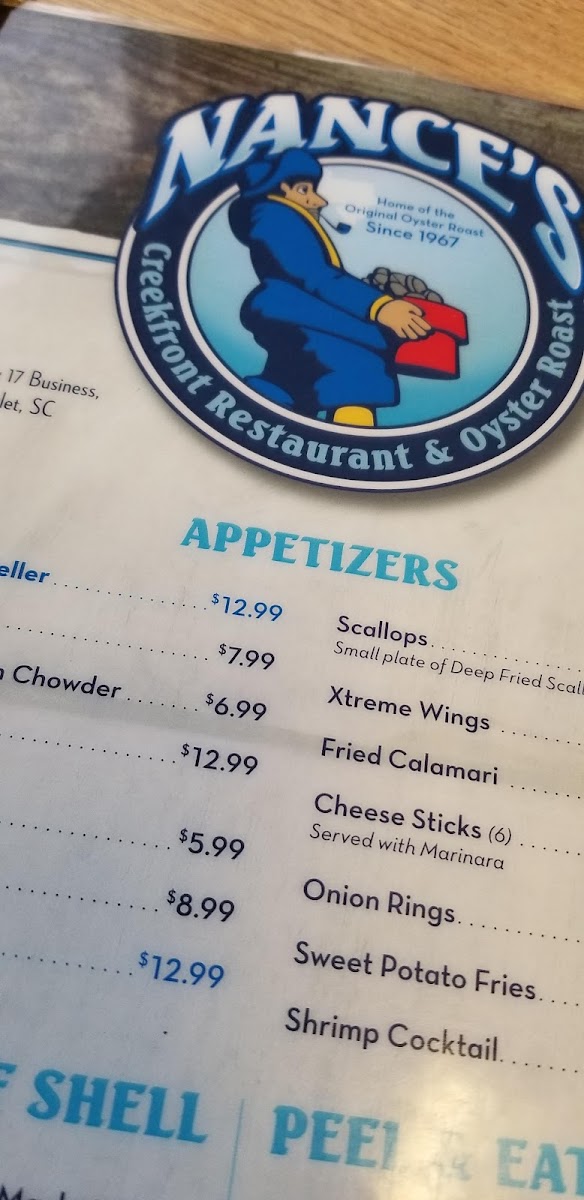 NANCE'S
Home of the
Original Oyster Roast
Since 1967
Creekfront Restaurant & Oyster Roast
17 Business,
let, SC
APPETIZERS
eller $12.99
$7.99
Chowder $6.99
$12.99
$5.99
$8.99
$12.99
Scallops
Small plate of Deep Fried Scall
Xtreme Wings
Fried Calamari
Cheese Sticks (6)
Served with Marinara
Onion Rings
Sweet Potato Fries
Shrimp Cocktail
SHELL
PEEL & EAT